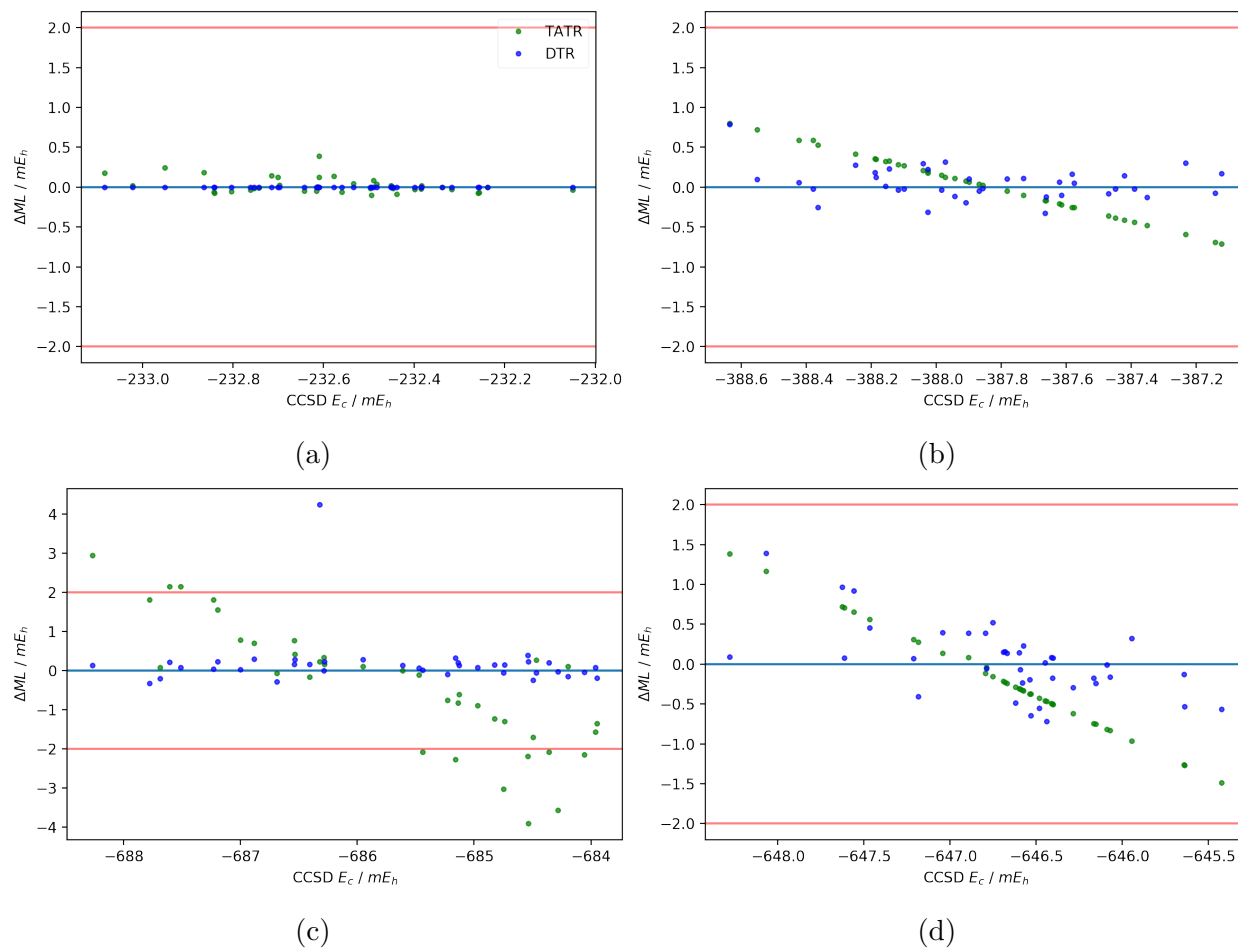 2.0
1.5
1.0
0.5
0.0
−0.5
−1.0
−1.5
−2.0
ΔML / mE_h
TATR
DTR
−233.0 −232.8 −232.6 −232.4 −232.2 −232.0
CCSD E_c / mE_h
(a)
2.0
1.5
1.0
0.5
0.0
−0.5
−1.0
−1.5
−2.0
ΔML / mE_h
−388.6 −388.4 −388.2 −388.0 −387.8 −387.6 −387.4 −387.2
CCSD E_c / mE_h
(b)
4
3
2
1
0
−1
−2
−3
−4
ΔML / mE_h
−688 −687 −686 −685 −684
CCSD E_c / mE_h
(c)
2.0
1.5
1.0
0.5
0.0
−0.5
−1.0
−1.5
−2.0
ΔML / mE_h
−648.0 −647.5 −647.0 −646.5 −646.0 −645.5
CCSD E_c / mE_h
(d)